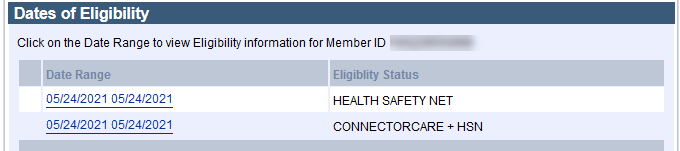 Dates of Eligibility
Click on the Date Range to view Eligibility information for Member ID
Date Range Eligiblity Status
05/24/2021 05/24/2021 HEALTH SAFETY NET
05/24/2021 05/24/2021 CONNECTORCARE + HSN